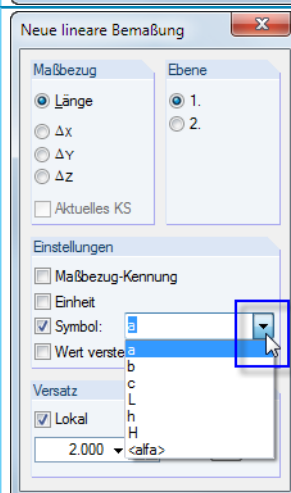 Neue lineare Bemaßung
Maßbezug
Ebene
Länge
1.
ΔX
2.
ΔY
ΔZ
Aktuelles KS
Einstellungen
Maßbezug-Kennung
Einheit
Symbol: a
Wert verste
a
b
c
L
h
H
<alfa>
Versatz
Lokal
2.000